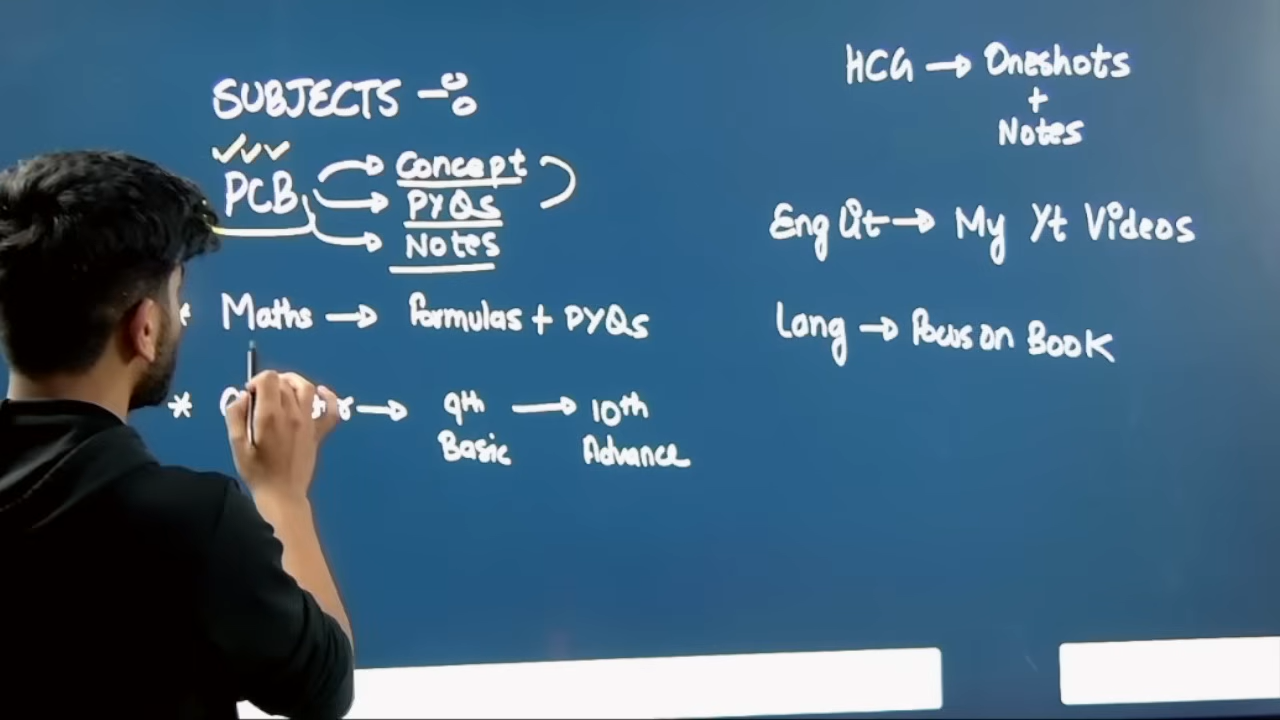 SUBJECTS
PCB → Concept
→ PYQs
→ Notes
* Maths → Formulas + PYQs
* → 9th → 10th
Basic Advance
HCG → Oneshots
+
Notes
Eng Lit → My Yt Videos
Lang → Focus on Book